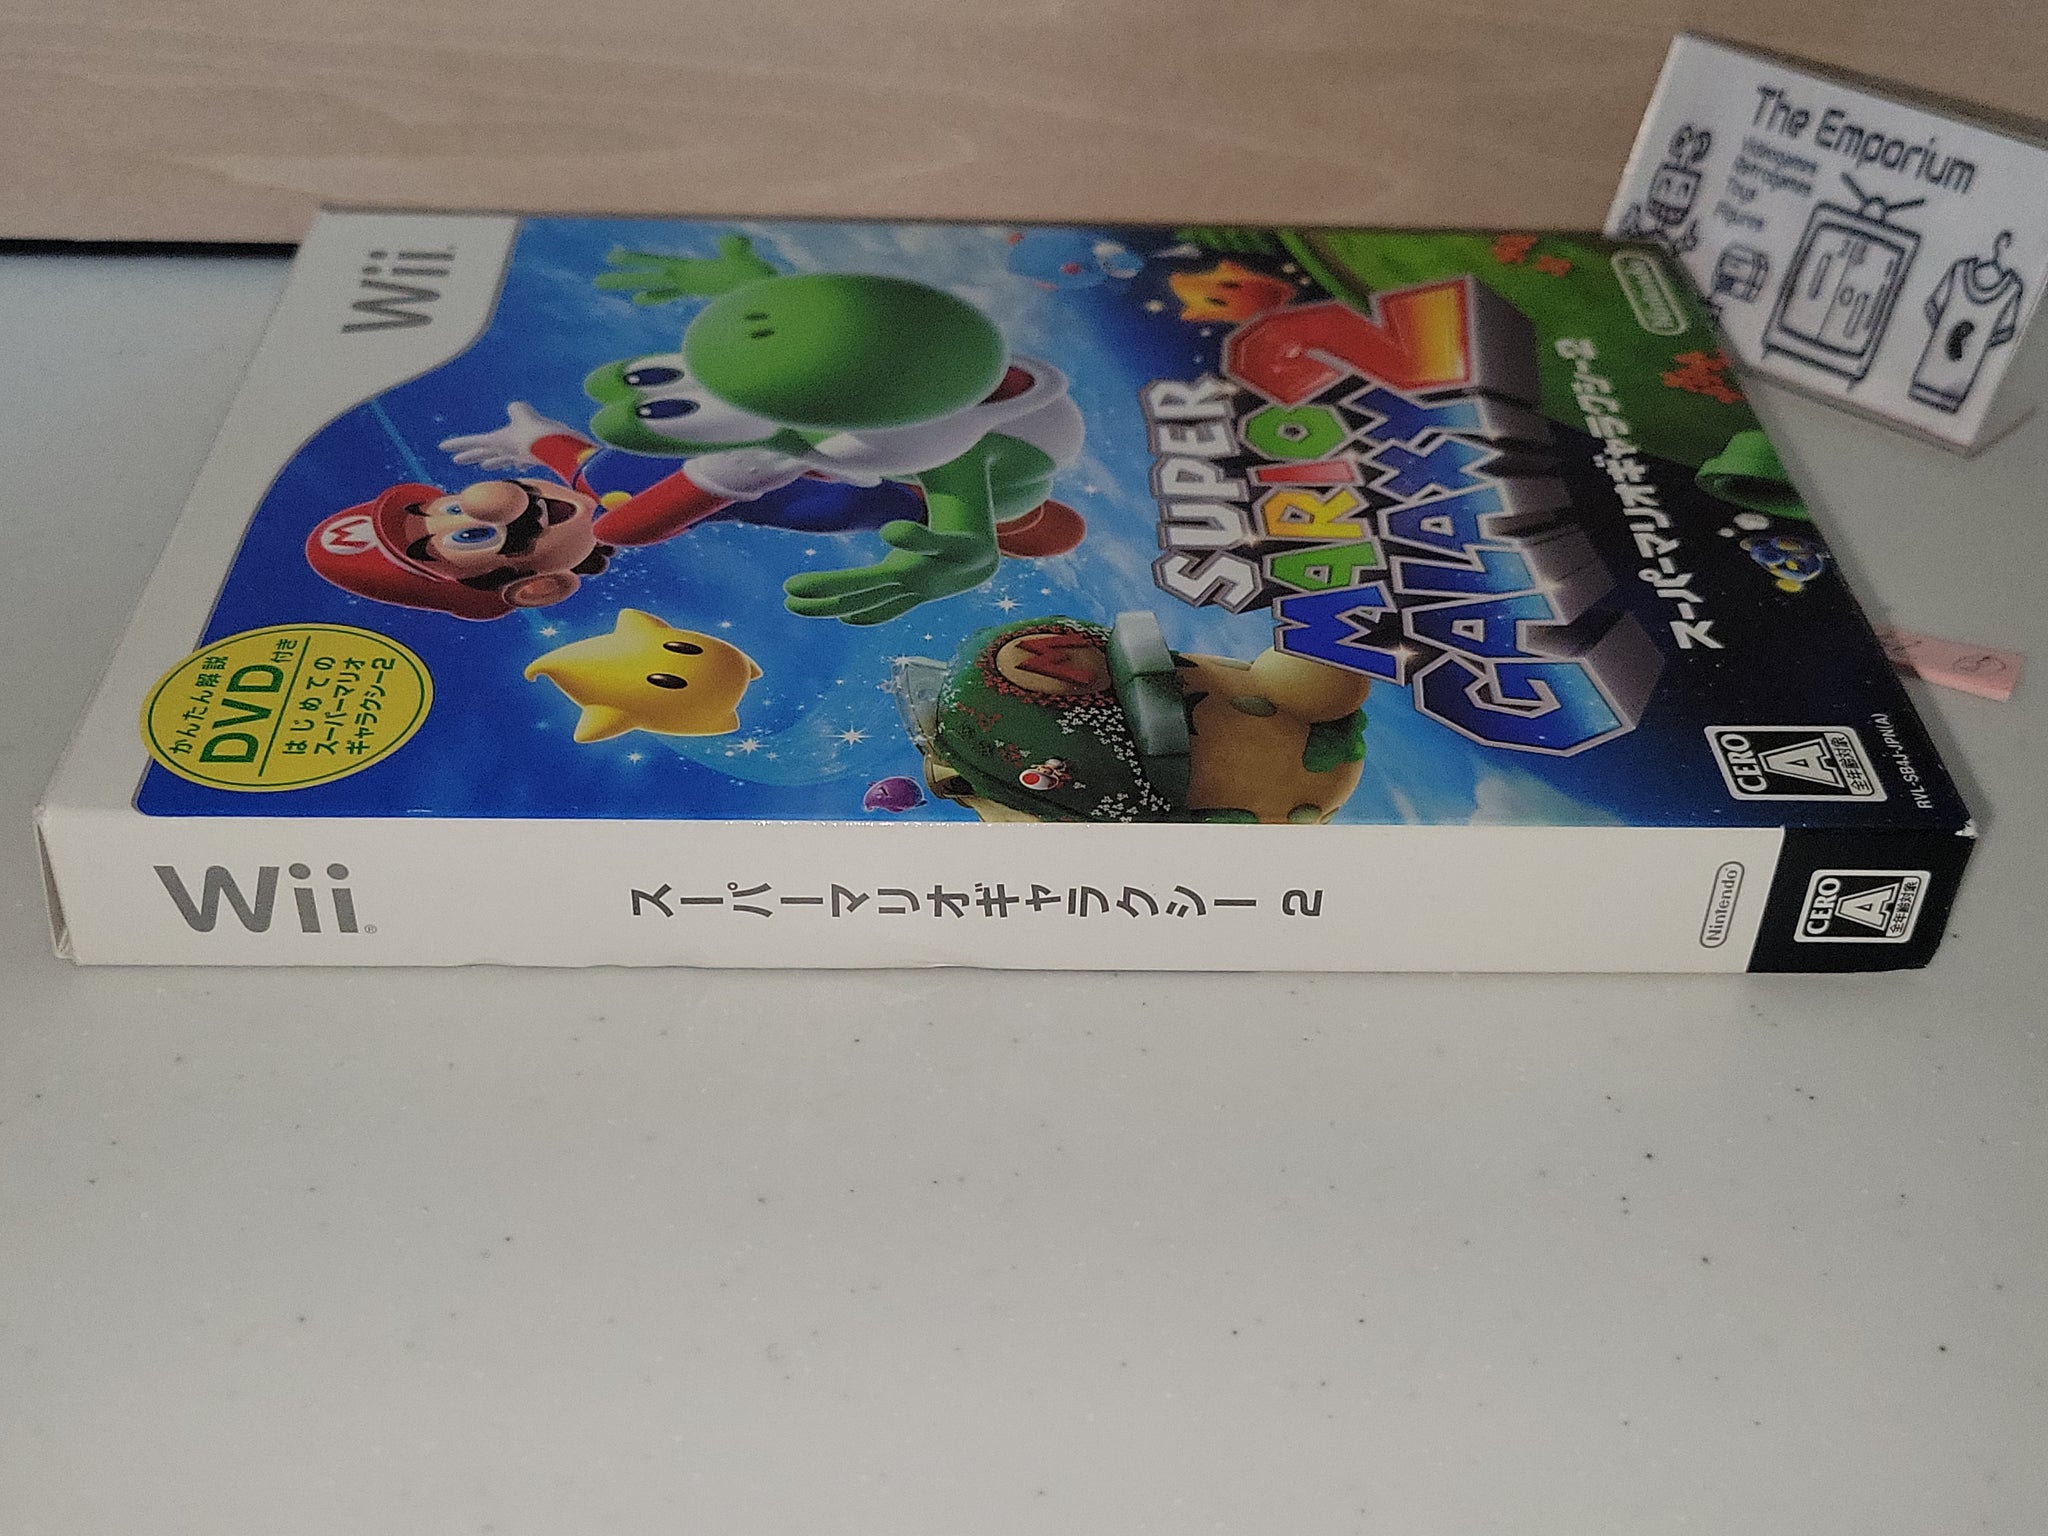 Wii
かんたん解説
DVD付き
はじめての
スーパーマリオ
ギャラクシー2
SUPER
MARIO
GALAXY 2
スーパーマリオギャラクシー2
Nintendo
CERO
A
全年齢対象
RVL-SB4J-JPN(A)
M
Wii®
スーパーマリオギャラクシー 2
Nintendo®
CERO
A
全年齢対象
The Emporium